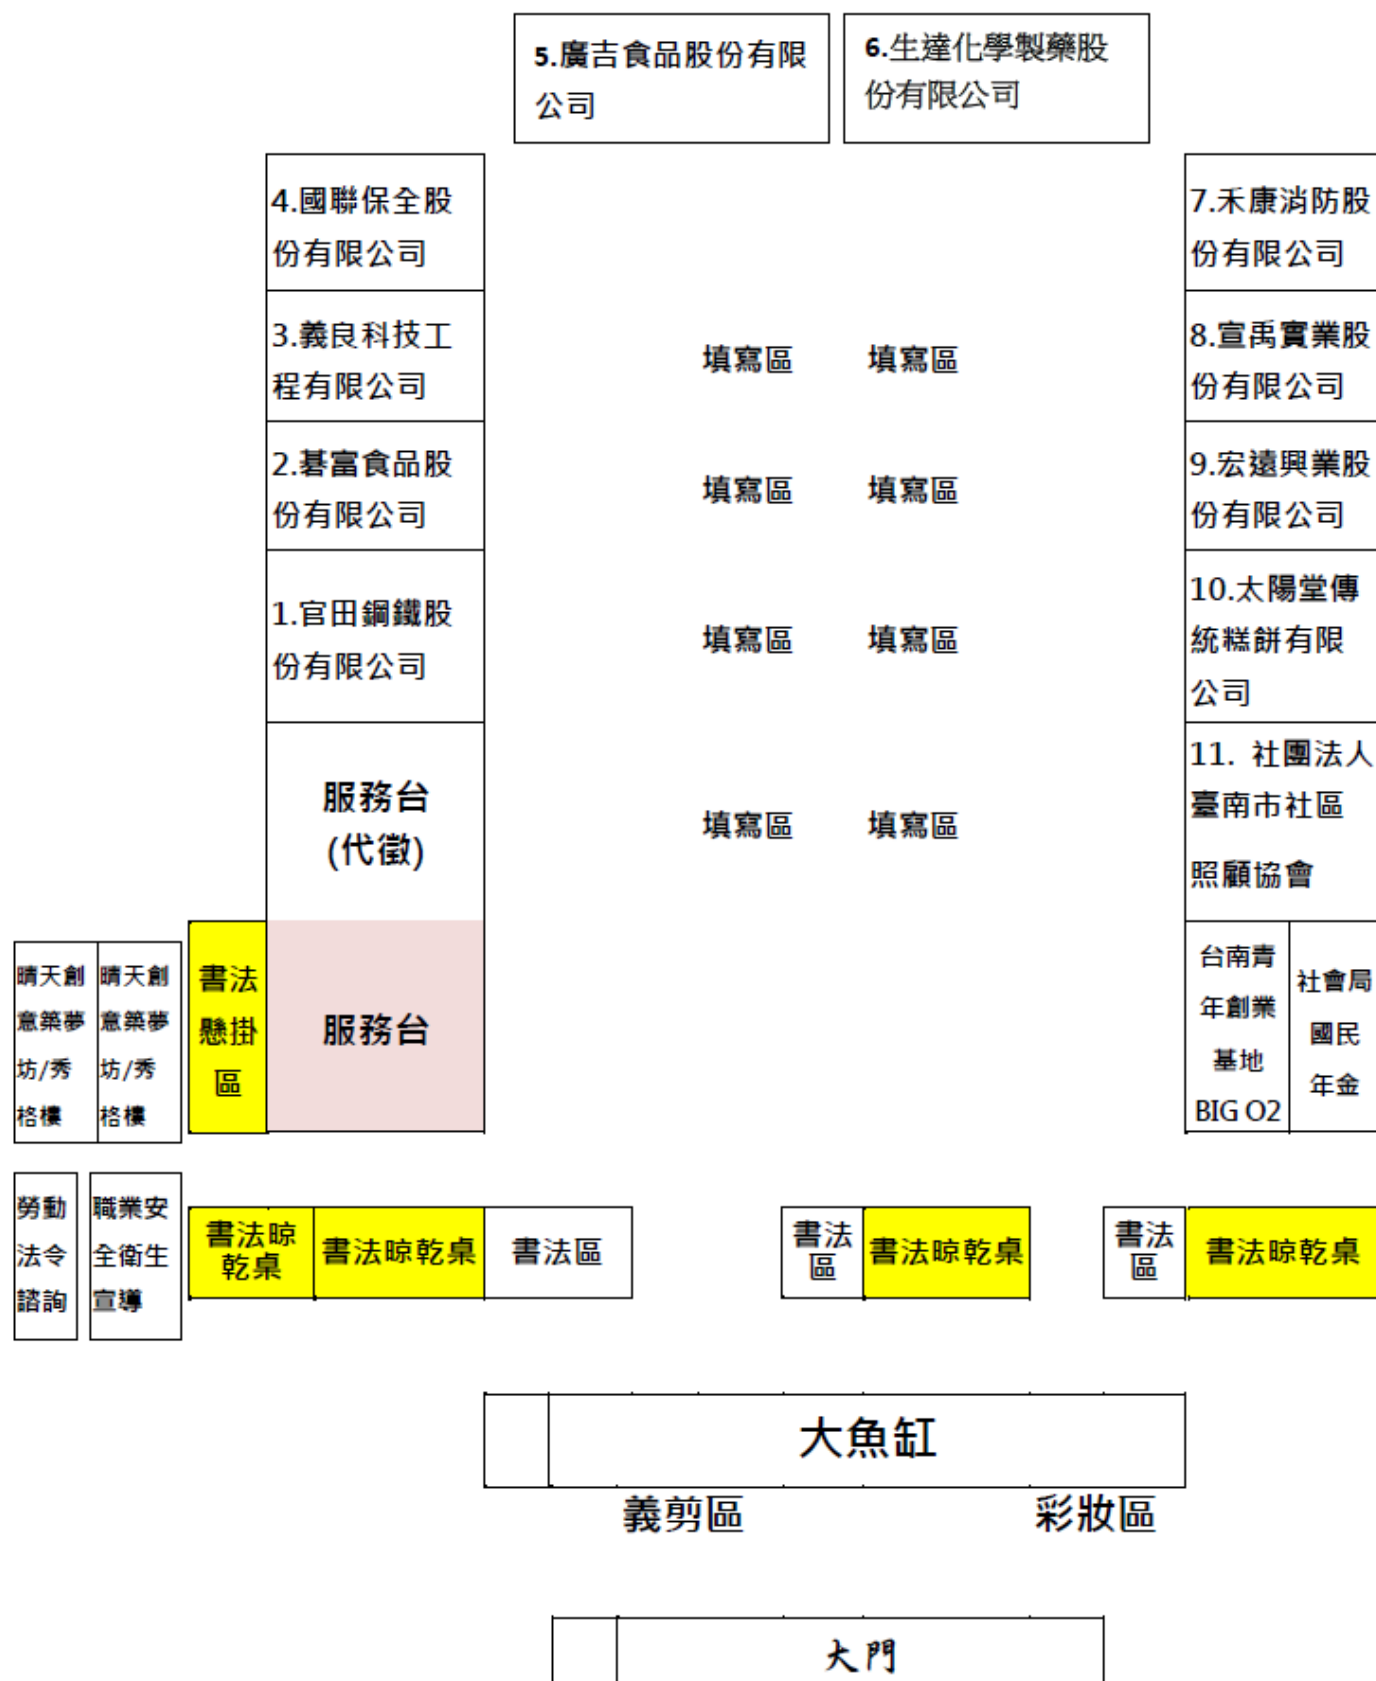 5.廣吉食品股份有限
公司
6.生達化學製藥股
份有限公司
4.國聯保全股
份有限公司
7.禾康消防股
份有限公司
3.義良科技工
程有限公司
填寫區
填寫區
8.宣禹實業股
份有限公司
2.碁富食品股
份有限公司
填寫區
填寫區
9.宏遠興業股
份有限公司
1.官田鋼鐵股
份有限公司
填寫區
填寫區
10.太陽堂傳
統糕餅有限
公司
服務台
(代徵)
填寫區
填寫區
11. 社團法人
臺南市社區
照顧協會
晴天創
意築夢
坊/秀
格樓
晴天創
意築夢
坊/秀
格樓
書法
懸掛
區
服務台
台南青
年創業
基地
BIG O2
社會局
國民
年金
勞動
法令
諮詢
職業安
全衛生
宣導
書法晾
乾桌
書法晾乾桌
書法區
書法
區
書法晾乾桌
書法
區
書法晾乾桌
大魚缸
義剪區
彩妝區
大門